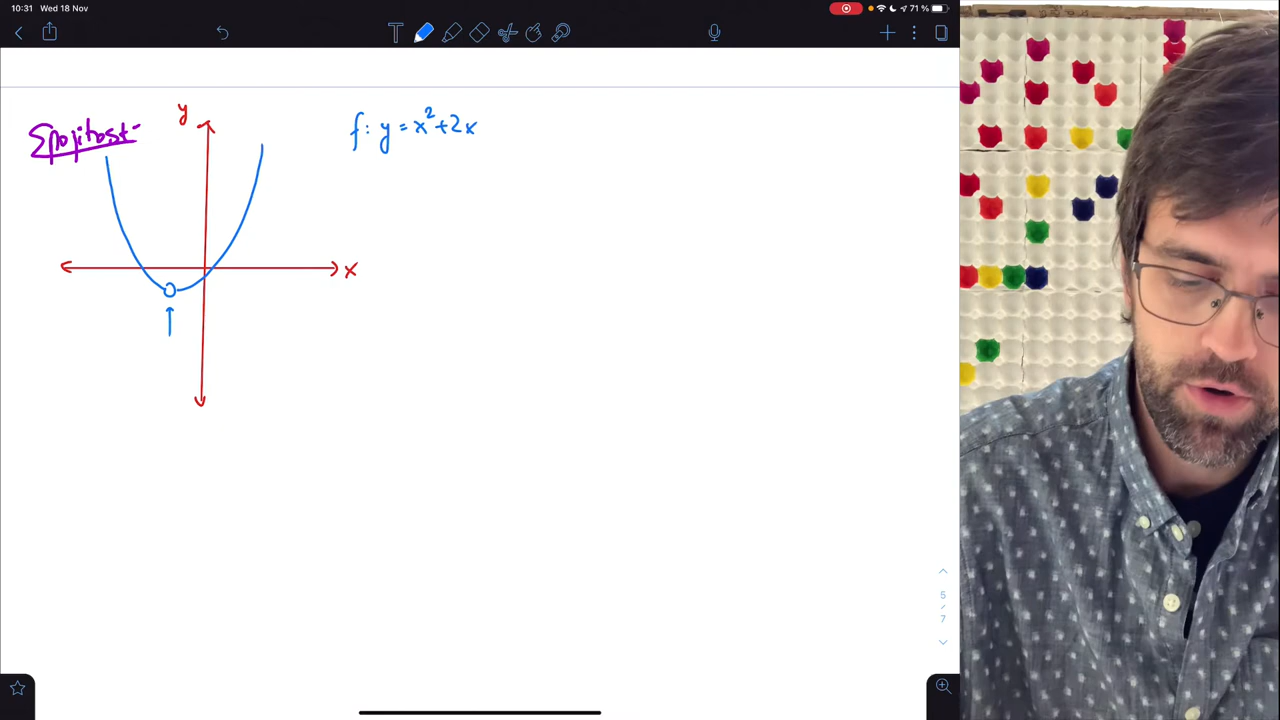 10:31 Wed 18 Nov
71 %
T
Spojitost
y
f: y = x² + 2x
x
5
/
7